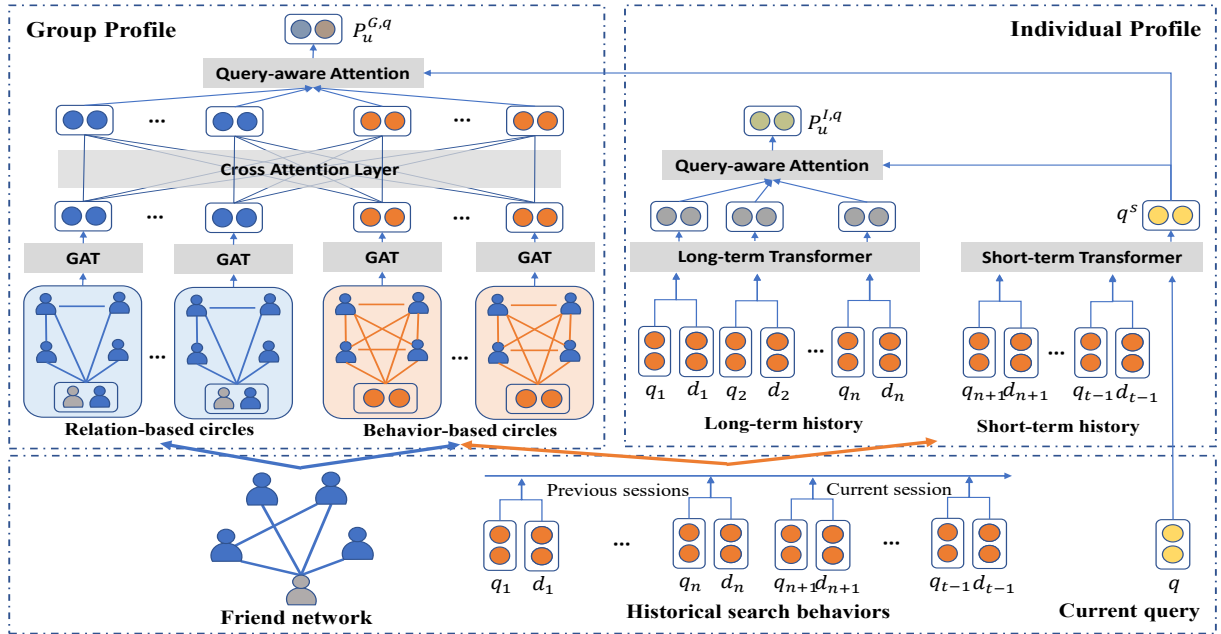 Group Profile
P_u^{G,q}
Query-aware Attention
... ...
Cross Attention Layer
... ...
GAT GAT GAT GAT
... ...
Relation-based circles Behavior-based circles
Individual Profile
P_u^{I,q}
Query-aware Attention
q^s
Long-term Transformer Short-term Transformer
... ...
q_1 d_1 q_2 d_2 q_n d_n q_{n+1} d_{n+1} q_{t-1} d_{t-1}
Long-term history Short-term history
Previous sessions Current session
... ...
q_1 d_1 q_n d_n q_{n+1} d_{n+1} q_{t-1} d_{t-1} q
Friend network Historical search behaviors Current query